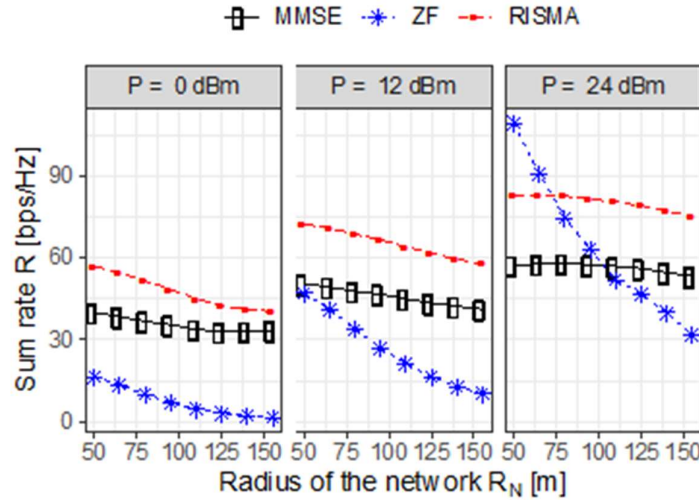 MMSE ZF RISMA
P = 0 dBm P = 12 dBm P = 24 dBm
Sum rate R [bps/Hz]
90
60
30
0
50 75 100 125 150 50 75 100 125 150 50 75 100 125 150
Radius of the network R_N [m]